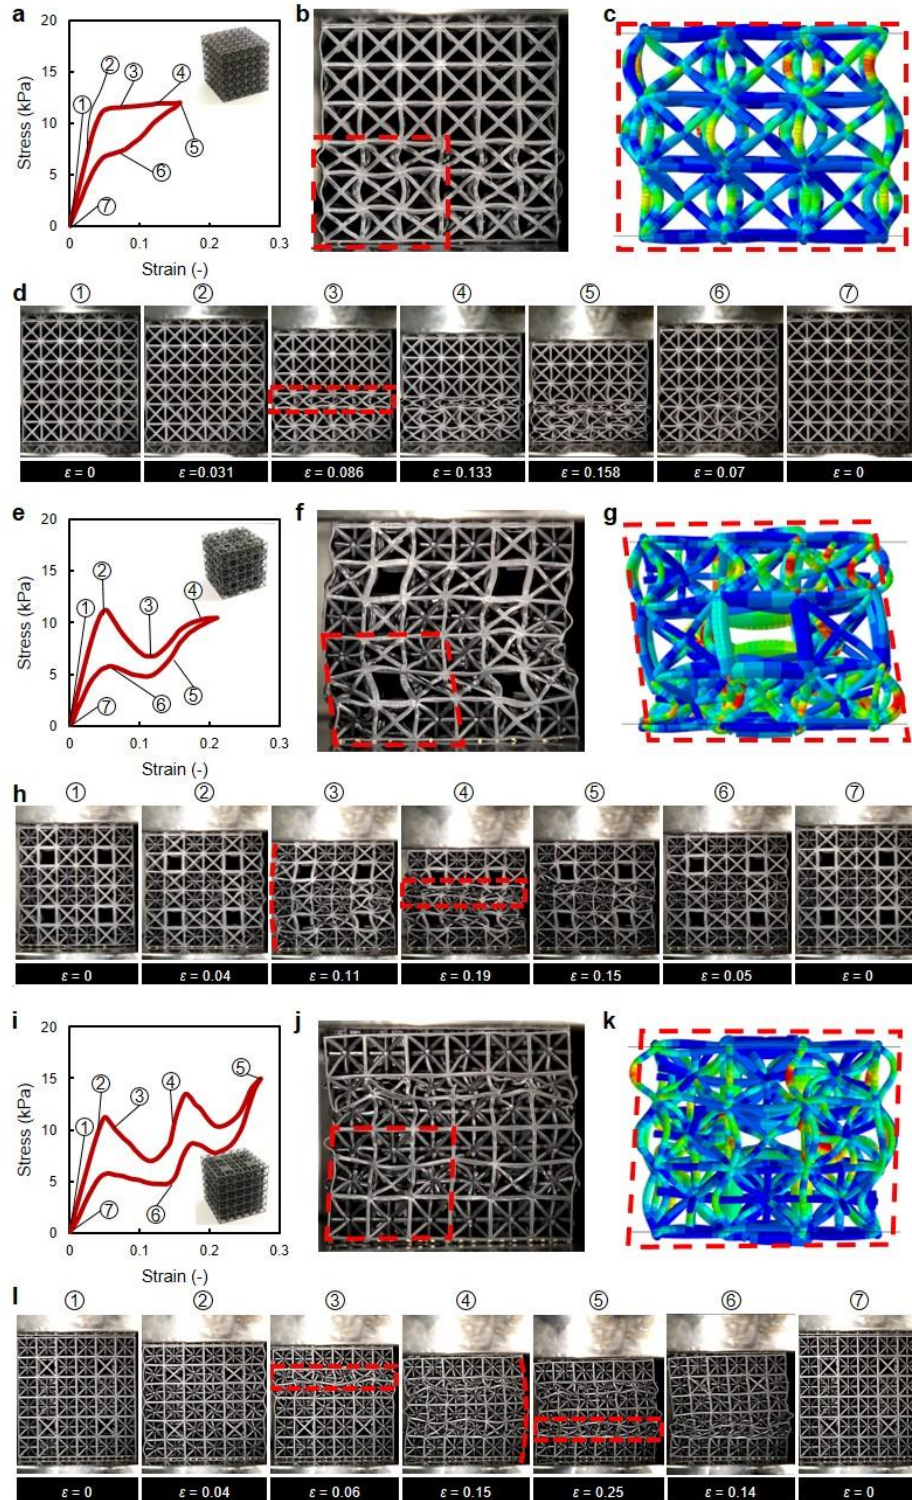 a
b
c
20
15
10
5
0
Stress (kPa)
① ② ③ ④ ⑤ ⑥ ⑦
0 0.1 0.2 0.3
Strain (-)
d
① ② ③ ④ ⑤ ⑥ ⑦
ε = 0 ε =0.031 ε = 0.086 ε = 0.133 ε = 0.158 ε = 0.07 ε = 0
e
f
g
20
15
10
5
0
Stress (kPa)
① ② ③ ④ ⑤ ⑥ ⑦
0 0.1 0.2 0.3
Strain (-)
h
① ② ③ ④ ⑤ ⑥ ⑦
ε = 0 ε = 0.04 ε = 0.11 ε = 0.19 ε = 0.15 ε = 0.05 ε = 0
i
j
k
20
15
10
5
0
Stress (kPa)
① ② ③ ④ ⑤ ⑥ ⑦
0 0.1 0.2 0.3
Strain (-)
l
① ② ③ ④ ⑤ ⑥ ⑦
ε = 0 ε = 0.04 ε = 0.06 ε = 0.15 ε = 0.25 ε = 0.14 ε = 0